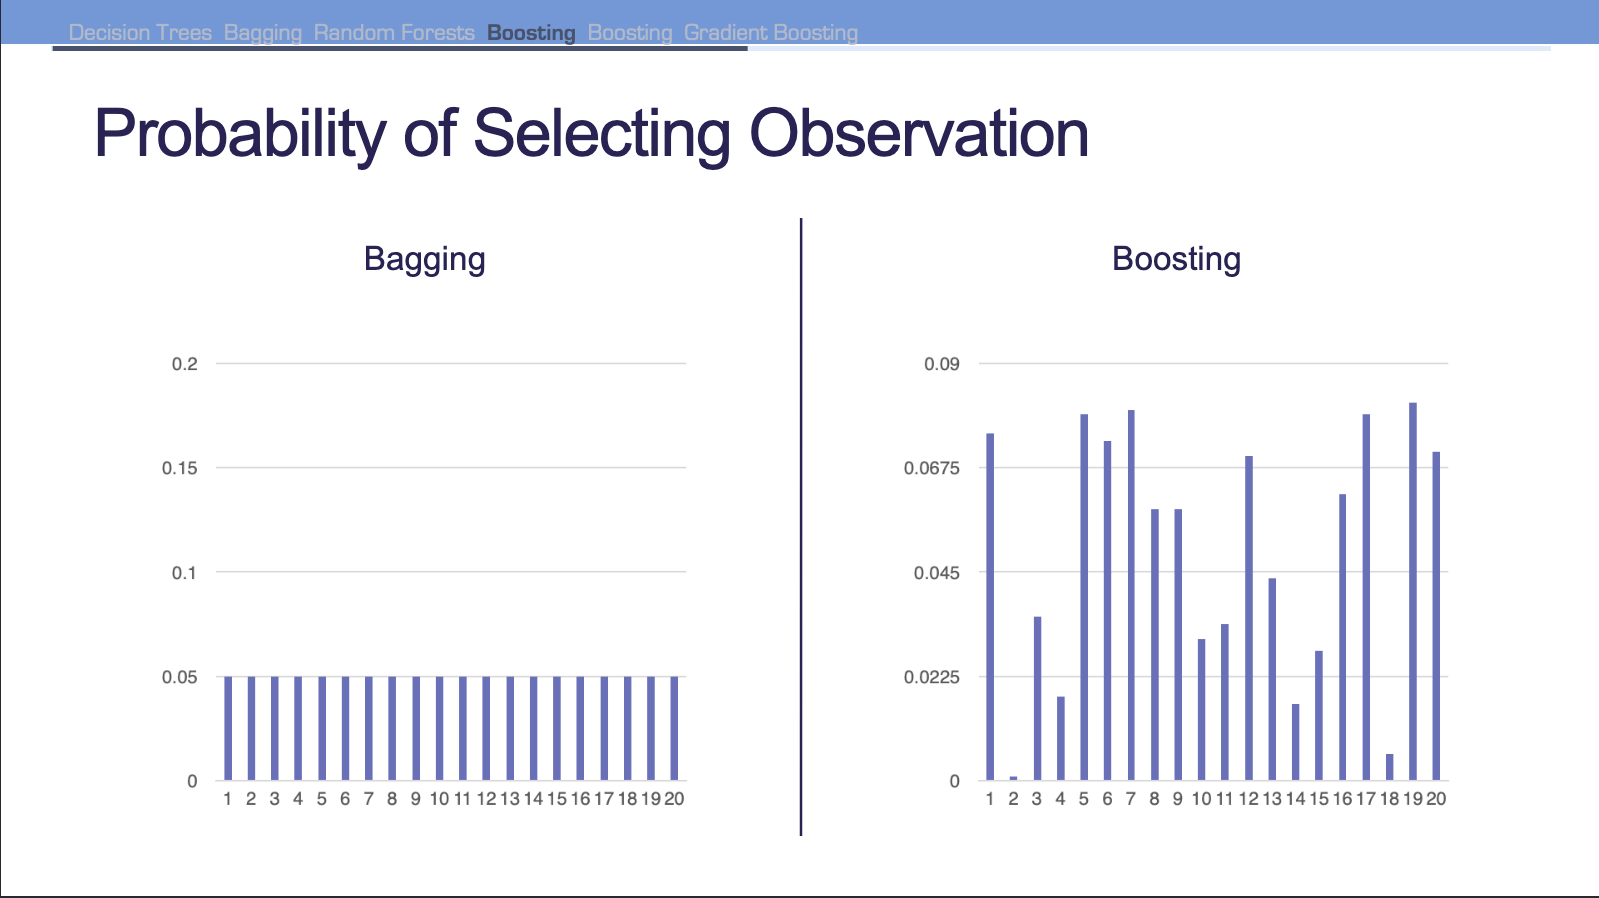 Decision Trees Bagging Random Forests Boosting Boosting Gradient Boosting
Probability of Selecting Observation
Bagging
0.2
0.15
0.1
0.05
0
1 2 3 4 5 6 7 8 9 10 11 12 13 14 15 16 17 18 19 20
Boosting
0.09
0.0675
0.045
0.0225
0
1 2 3 4 5 6 7 8 9 10 11 12 13 14 15 16 17 18 19 20